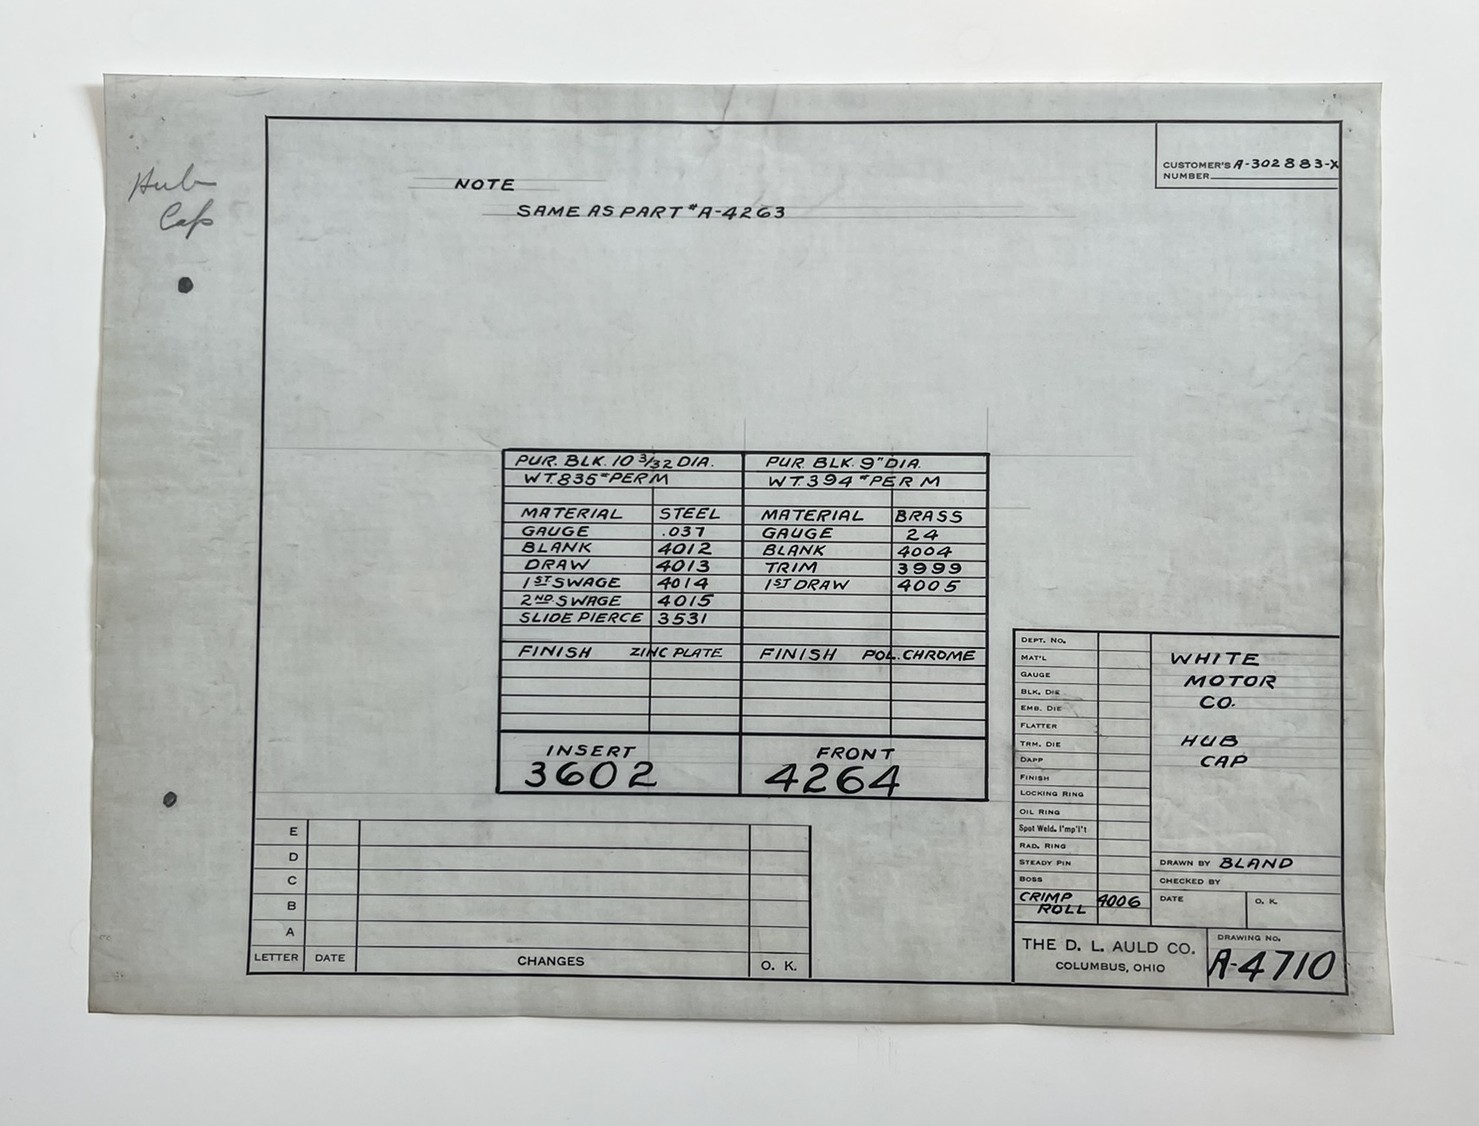 Hub
Cap
NOTE
SAME AS PART #A-4263
CUSTOMER'S A-302883-X
NUMBER
PUR. BLK. 10 3/32 DIA.
WT. 835 # PER M
MATERIAL STEEL
GAUGE .037
BLANK 4012
DRAW 4013
1ST SWAGE 4014
2ND SWAGE 4015
SLIDE PIERCE 3531
FINISH ZINC PLATE
INSERT
3602
PUR. BLK. 9" DIA.
WT. 394 # PER M
MATERIAL BRASS
GAUGE 24
BLANK 4004
TRIM 3999
1ST DRAW 4005
FINISH POL. CHROME
FRONT
4264
DEPT. NO.
MAT'L
GAUGE
BLK. DIE
EMB. DIE
FLATTER
TRM. DIE
DAPP
FINISH
LOCKING RING
OIL RING
Spot Weld. I'mp'l't
RAD. RING
STEADY PIN
BOSS
CRIMP
ROLL 4006
WHITE
MOTOR
CO.
HUB
CAP
DRAWN BY BLAND
CHECKED BY
DATE O. K.
THE D. L. AULD CO.
COLUMBUS, OHIO
DRAWING NO.
A-4710
E
D
C
B
A
LETTER DATE CHANGES O. K.